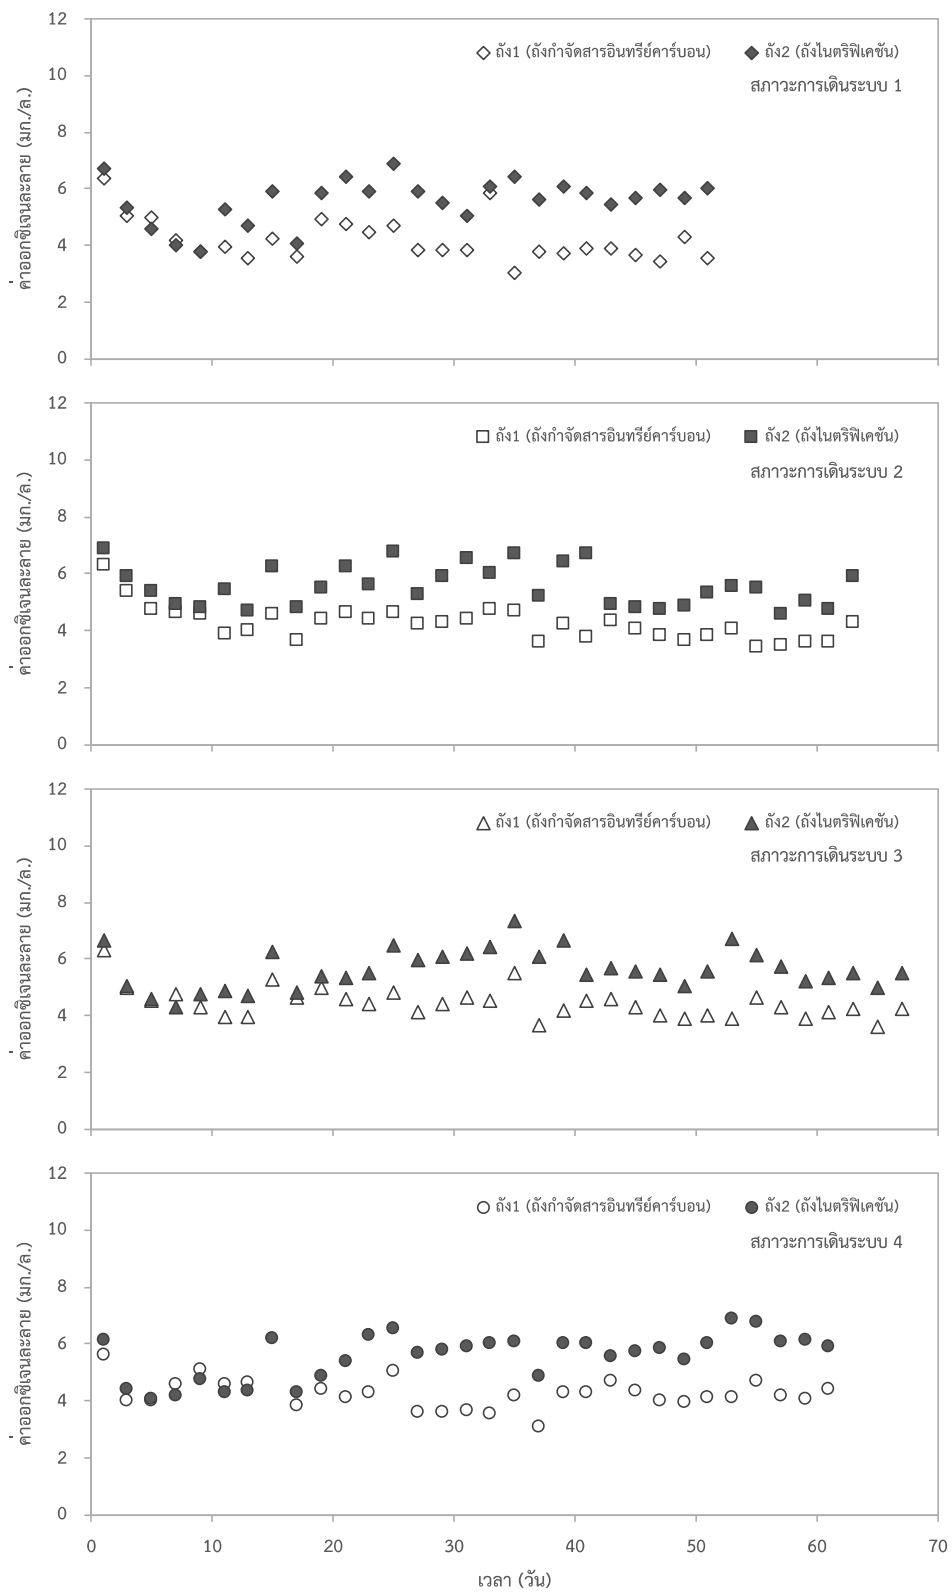 12
ถัง1 (ถังกำจัดสารอินทรีย์คาร์บอน) ถัง2 (ถังไนตริฟิเคชัน)
สภาวะการเดินระบบ 1
10
8
6
4
2
0
ค่าออกซิเจนละลาย (มก./ล.)
12
ถัง1 (ถังกำจัดสารอินทรีย์คาร์บอน) ถัง2 (ถังไนตริฟิเคชัน)
สภาวะการเดินระบบ 2
10
8
6
4
2
0
ค่าออกซิเจนละลาย (มก./ล.)
12
ถัง1 (ถังกำจัดสารอินทรีย์คาร์บอน) ถัง2 (ถังไนตริฟิเคชัน)
สภาวะการเดินระบบ 3
10
8
6
4
2
0
ค่าออกซิเจนละลาย (มก./ล.)
12
ถัง1 (ถังกำจัดสารอินทรีย์คาร์บอน) ถัง2 (ถังไนตริฟิเคชัน)
สภาวะการเดินระบบ 4
10
8
6
4
2
0
ค่าออกซิเจนละลาย (มก./ล.)
0 10 20 30 40 50 60 70
เวลา (วัน)